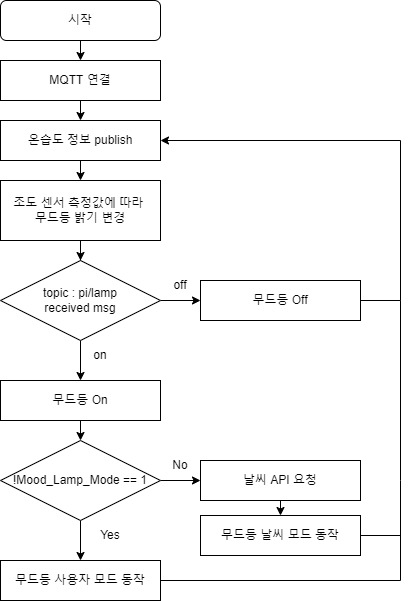 시작
MQTT 연결
온습도 정보 publish
조도 센서 측정값에 따라
무드등 밝기 변경
topic : pi/lamp
received msg
off
무드등 Off
on
무드등 On
!Mood_Lamp_Mode == 1
No
날씨 API 요청
무드등 날씨 모드 동작
Yes
무드등 사용자 모드 동작